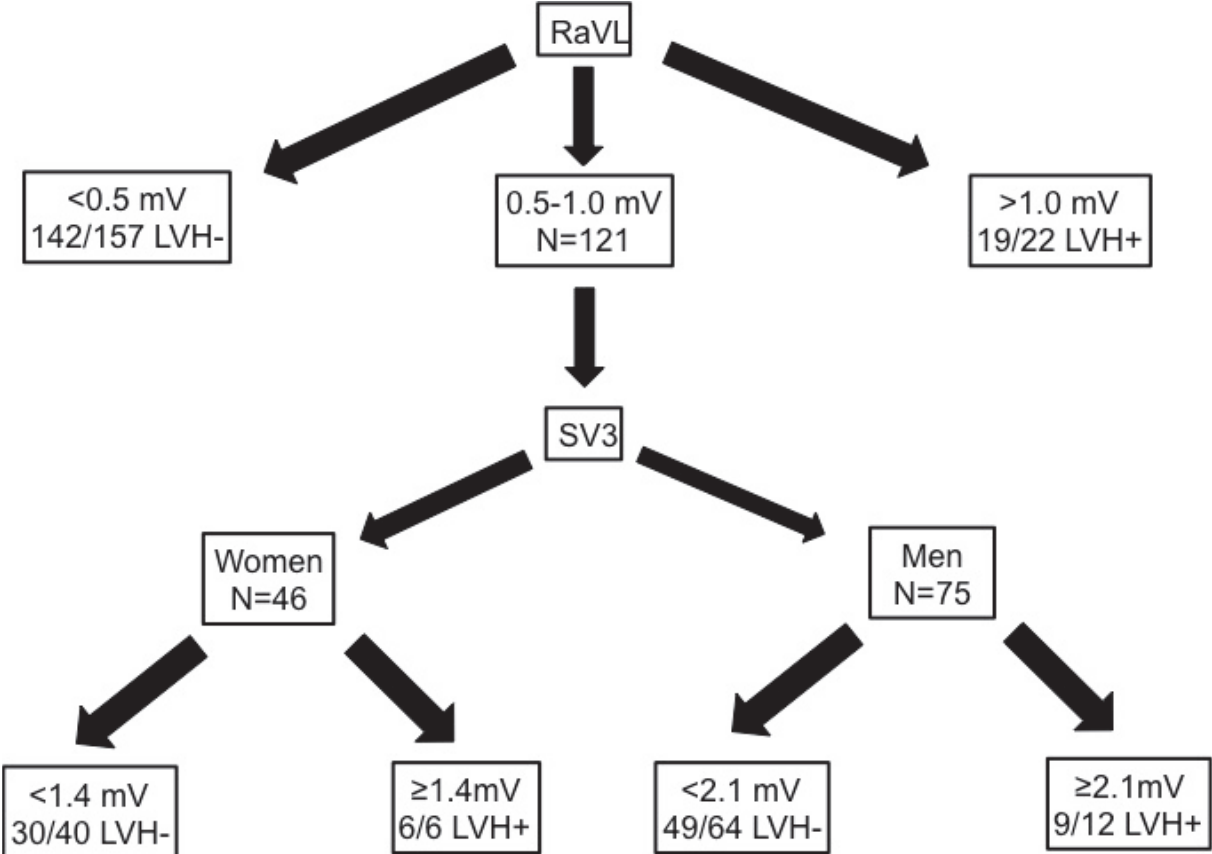 RaVL
<0.5 mV
142/157 LVH-
0.5-1.0 mV
N=121
>1.0 mV
19/22 LVH+
SV3
Women
N=46
Men
N=75
<1.4 mV
30/40 LVH-
≥1.4mV
6/6 LVH+
<2.1 mV
49/64 LVH-
≥2.1mV
9/12 LVH+